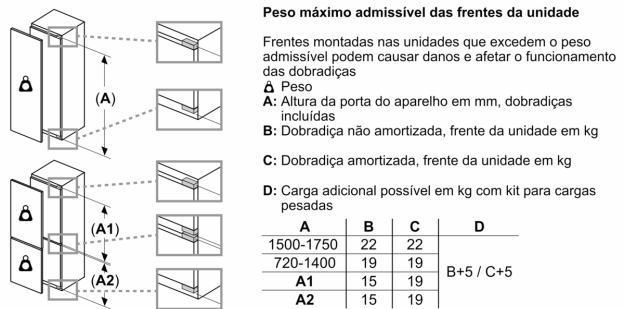 (A)
(A1)
(A2)
Peso máximo admissível das frentes da unidade
Frentes montadas nas unidades que excedem o peso
admissível podem causar danos e afetar o funcionamento
das dobradiças
Peso
A: Altura da porta do aparelho em mm, dobradiças
incluídas
B: Dobradiça não amortizada, frente da unidade em kg
C: Dobradiça amortizada, frente da unidade em kg
D: Carga adicional possível em kg com kit para cargas
pesadas
A B C D
1500-1750 22 22
720-1400 19 19
B+5 / C+5
A1 15 19
A2 15 19